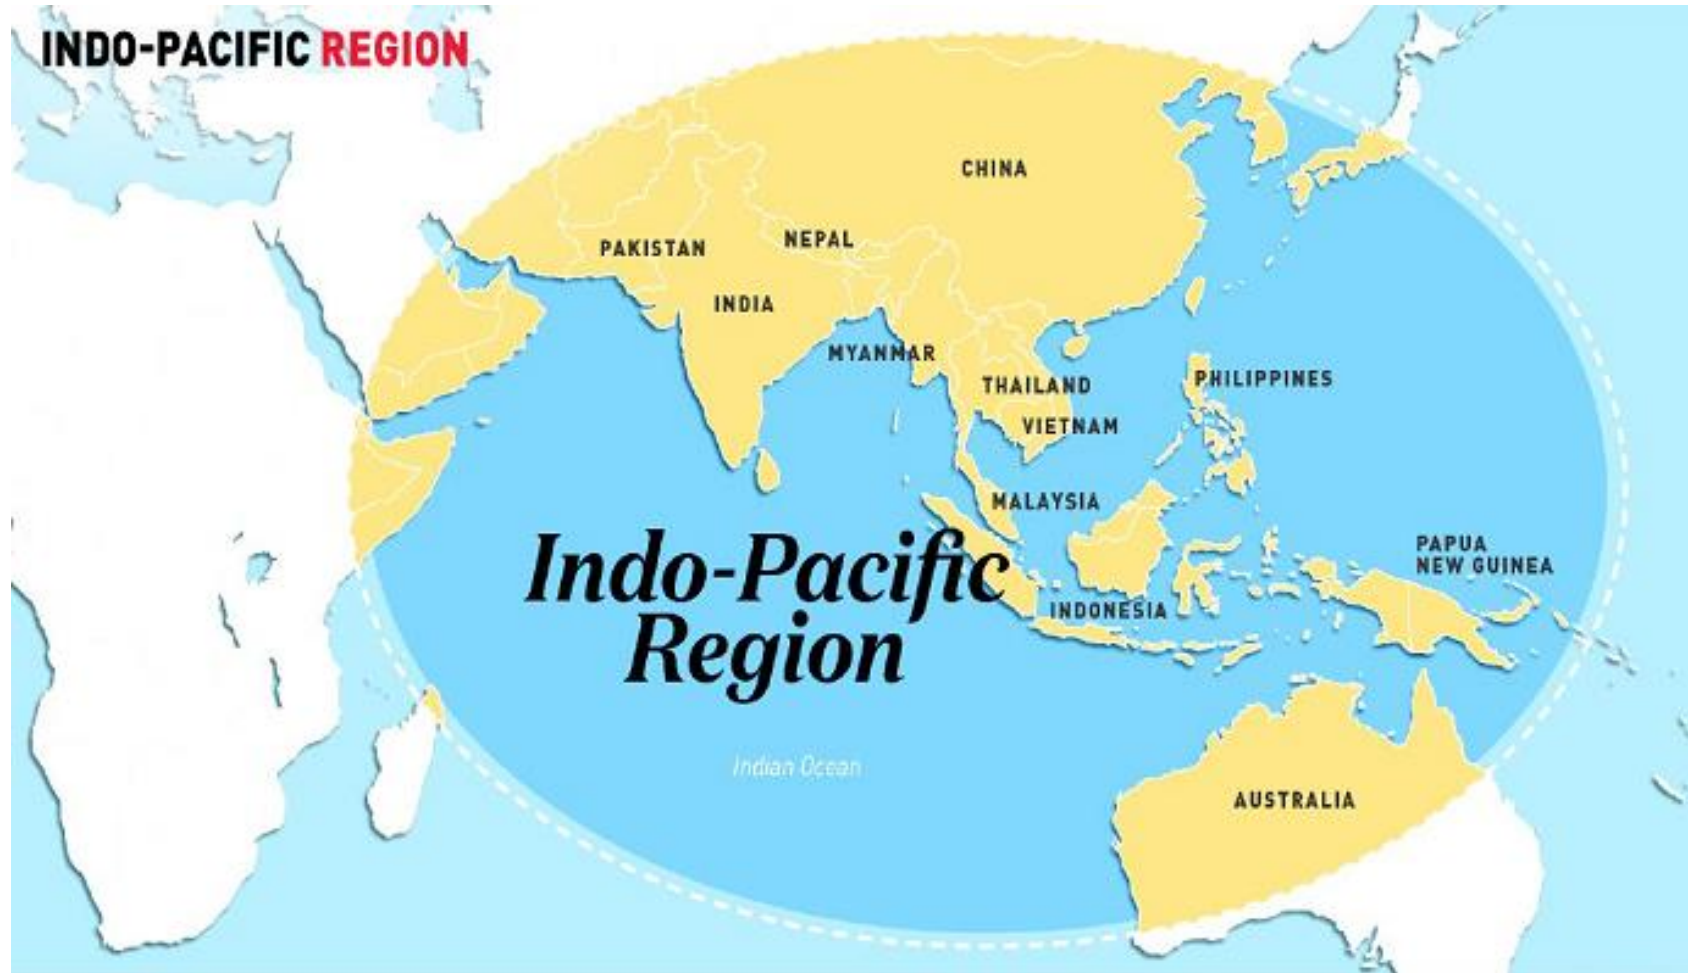 INDO-PACIFIC REGION
CHINA
NEPAL
PAKISTAN
INDIA
MYANMAR
THAILAND
PHILIPPINES
VIETNAM
MALAYSIA
Indo-Pacific
Region
PAPUA
NEW GUINEA
INDONESIA
Indian Ocean
AUSTRALIA